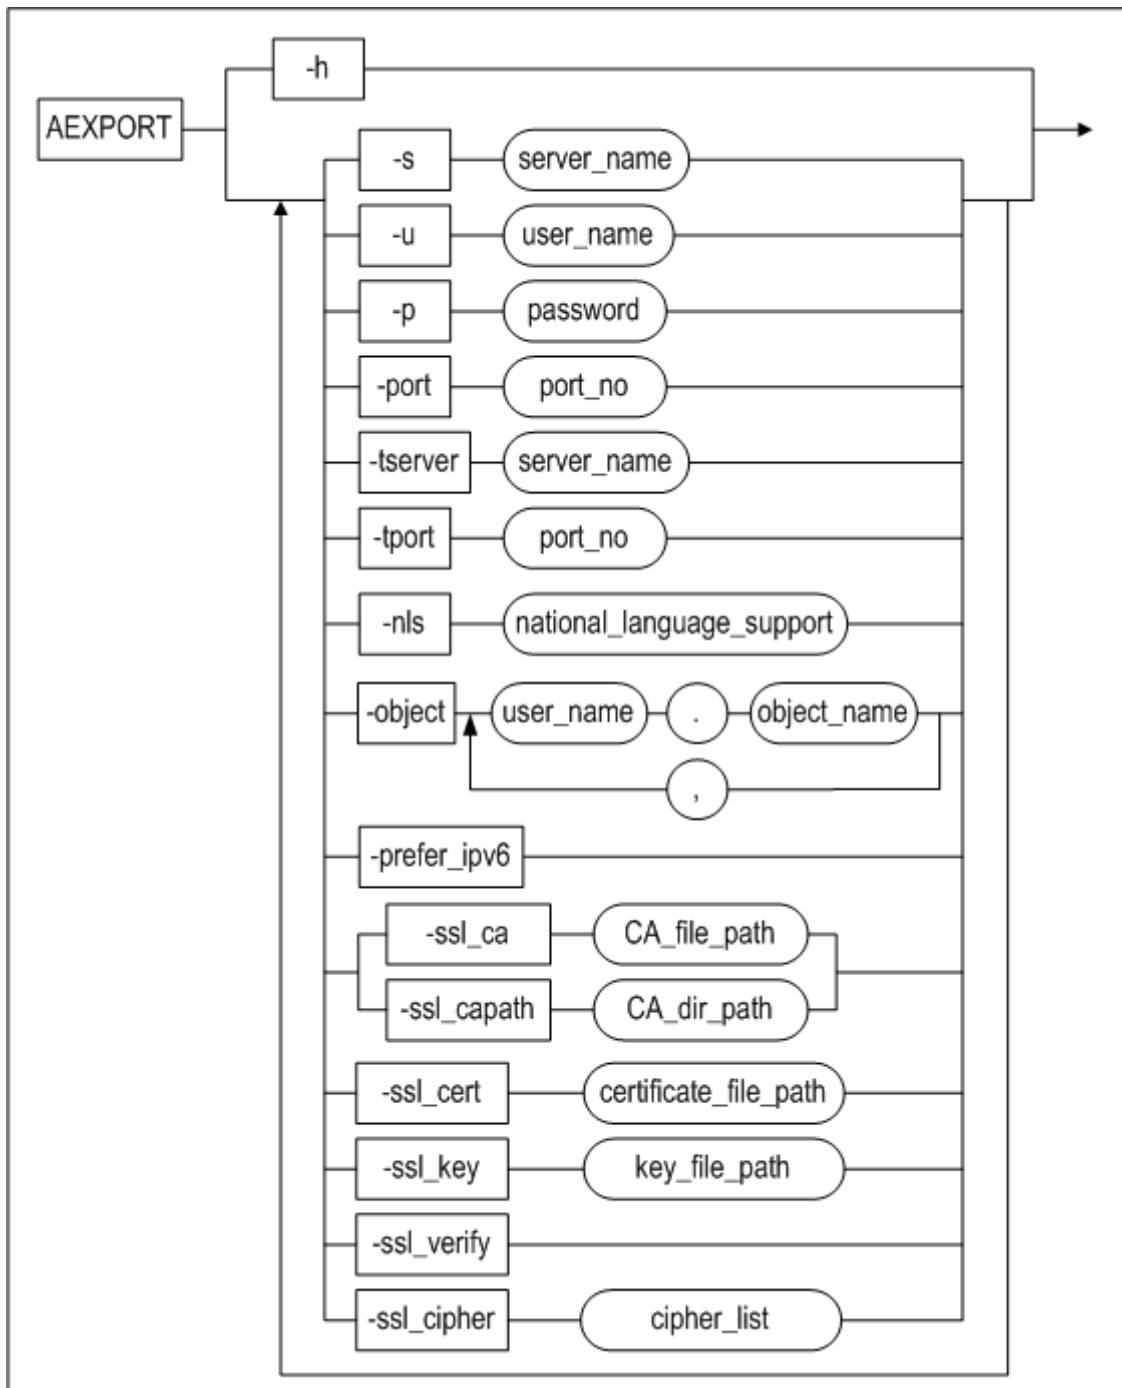 -h
AEXPORT
-s server_name
-u user_name
-p password
-port port_no
-tserver server_name
-tport port_no
-nls national_language_support
-object user_name . object_name
,
-prefer_ipv6
-ssl_ca CA_file_path
-ssl_capath CA_dir_path
-ssl_cert certificate_file_path
-ssl_key key_file_path
-ssl_verify
-ssl_cipher cipher_list